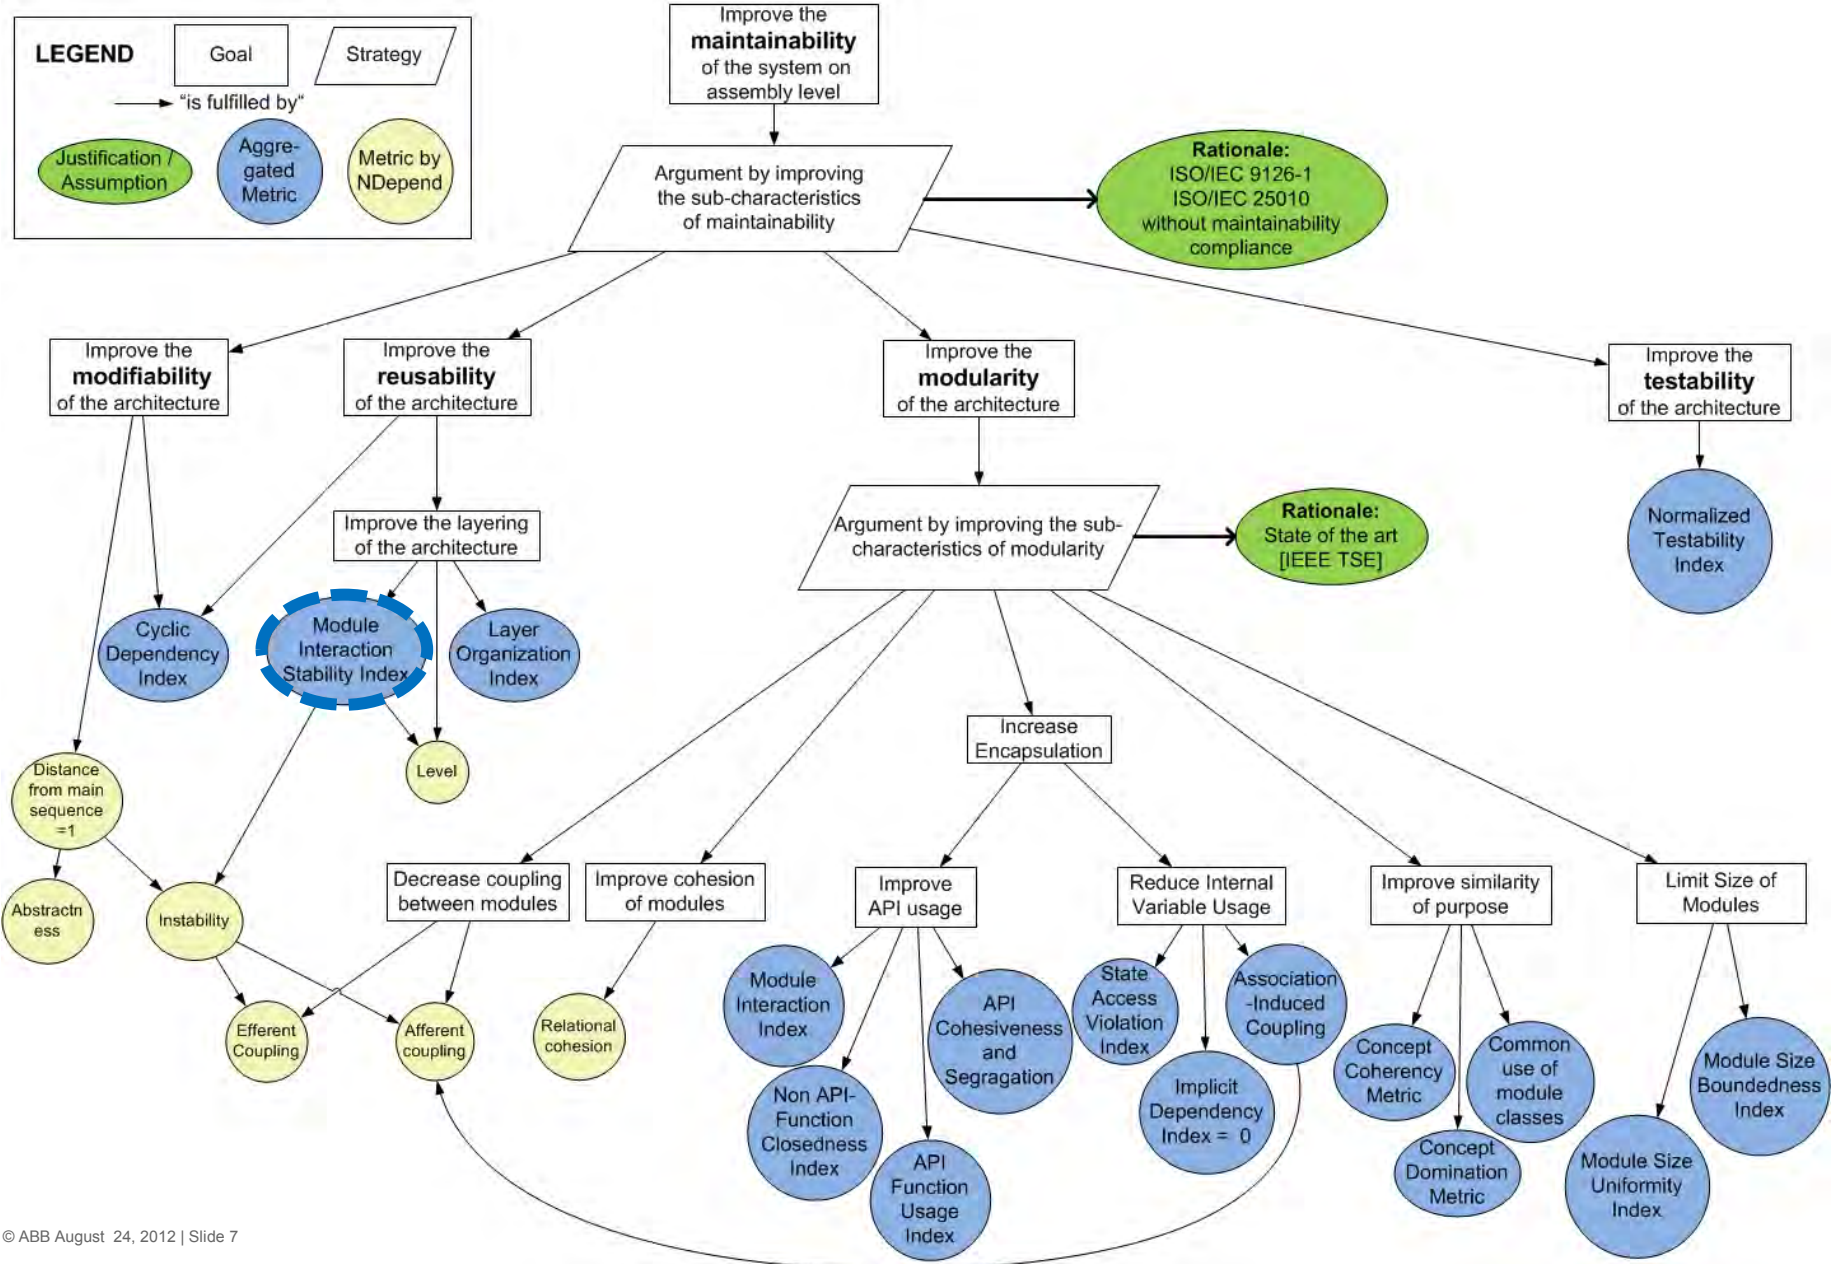 LEGEND
Goal
Strategy
"is fulfilled by"
Justification /
Assumption
Aggre-
gated
Metric
Metric by
NDepend
Improve the
maintainability
of the system on
assembly level
Argument by improving
the sub-characteristics
of maintainability
Rationale:
ISO/IEC 9126-1
ISO/IEC 25010
without maintainability
compliance
Improve the
modifiability
of the architecture
Improve the
reusability
of the architecture
Improve the
modularity
of the architecture
Improve the
testability
of the architecture
Improve the layering
of the architecture
Argument by improving the sub-
characteristics of modularity
Rationale:
State of the art
[IEEE TSE]
Normalized
Testability
Index
Cyclic
Dependency
Index
Module
Interaction
Stability Index
Layer
Organization
Index
Increase
Encapsulation
Distance
from main
sequence
=1
Level
Abstractn
ess
Instability
Decrease coupling
between modules
Improve cohesion
of modules
Improve
API usage
Reduce Internal
Variable Usage
Improve similarity
of purpose
Limit Size of
Modules
Efferent
Coupling
Afferent
coupling
Relational
cohesion
Module
Interaction
Index
API
Cohesiveness
and
Segragation
Non API-
Function
Closedness
Index
API
Function
Usage
Index
State
Access
Violation
Index
Association
-Induced
Coupling
Implicit
Dependency
Index = 0
Concept
Coherency
Metric
Common
use of
module
classes
Concept
Domination
Metric
Module Size
Boundedness
Index
Module Size
Uniformity
Index
© ABB August 24, 2012 | Slide 7